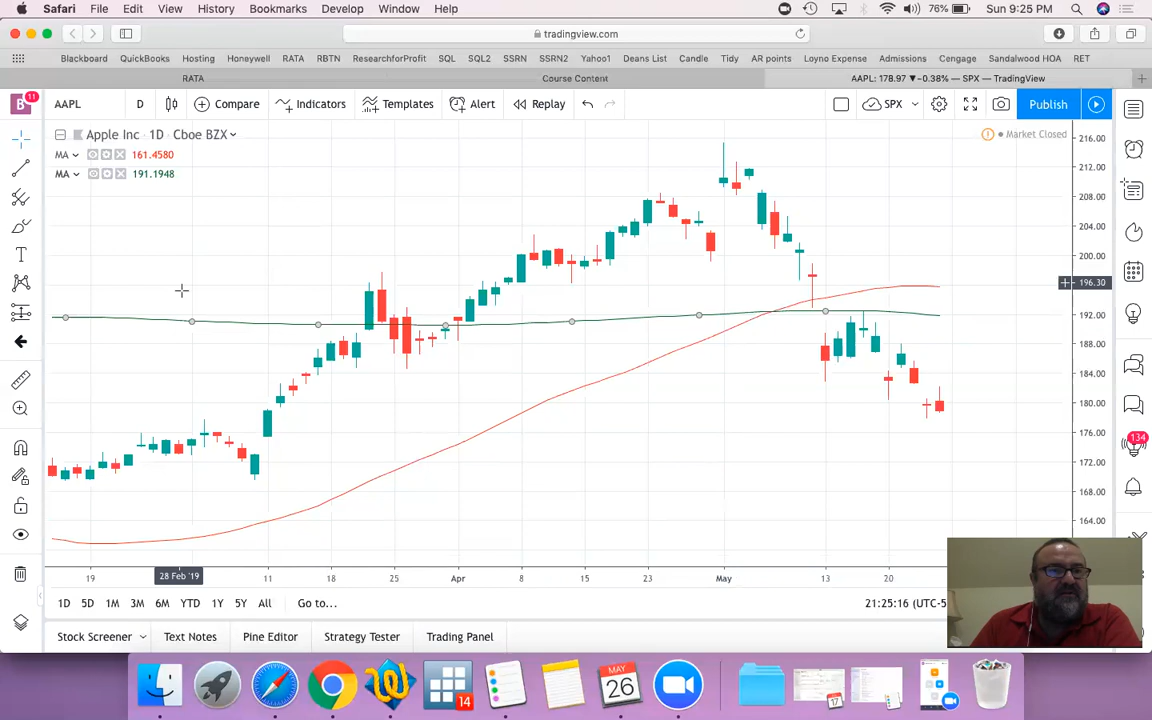 Safari File Edit View History Bookmarks Develop Window Help 76% Sun 9:25 PM
tradingview.com
Blackboard QuickBooks Hosting Honeywell RATA RBTN ResearchforProfit SQL SQL2 SSRN SSRN2 Yahoo1 Deans List Candle Tday AR points Loyno Expense Admissions Cengage Sandalwood HOA RET
RATA Course Content AAPL: 178.97 ▼-0.38% — SPX — TradingView
B 11 AAPL D Compare Indicators Templates Alert Replay SPX Publish
Apple Inc · 1D · Cboe BZX
Market Closed
MA 161.4580
MA 191.1948
216.00
212.00
208.00
204.00
200.00
196.30
192.00
188.00
184.00
180.00
176.00
172.00
168.00
164.00
134
19 28 Feb '19 11 18 25 Apr 8 15 23 May 13 20
1D 5D 1M 3M 6M YTD 1Y 5Y All Go to... 21:25:16 (UTC-5
Stock Screener Text Notes Pine Editor Strategy Tester Trading Panel
14
MAY
26
17